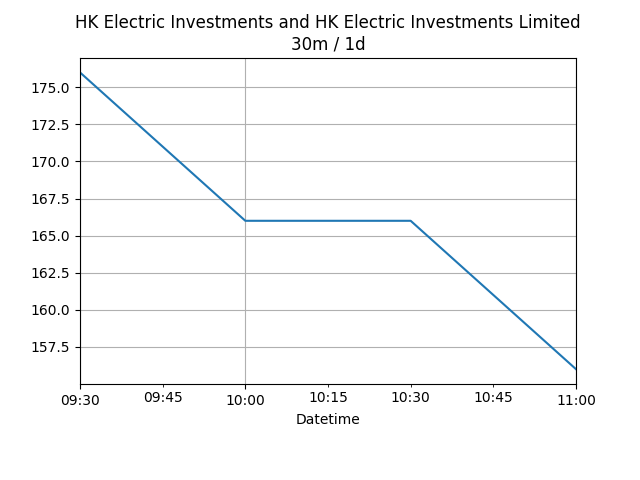 HK Electric Investments and HK Electric Investments Limited
30m / 1d
175.0
172.5
170.0
167.5
165.0
162.5
160.0
157.5
09:30 09:45 10:00 10:15 10:30 10:45 11:00
Datetime